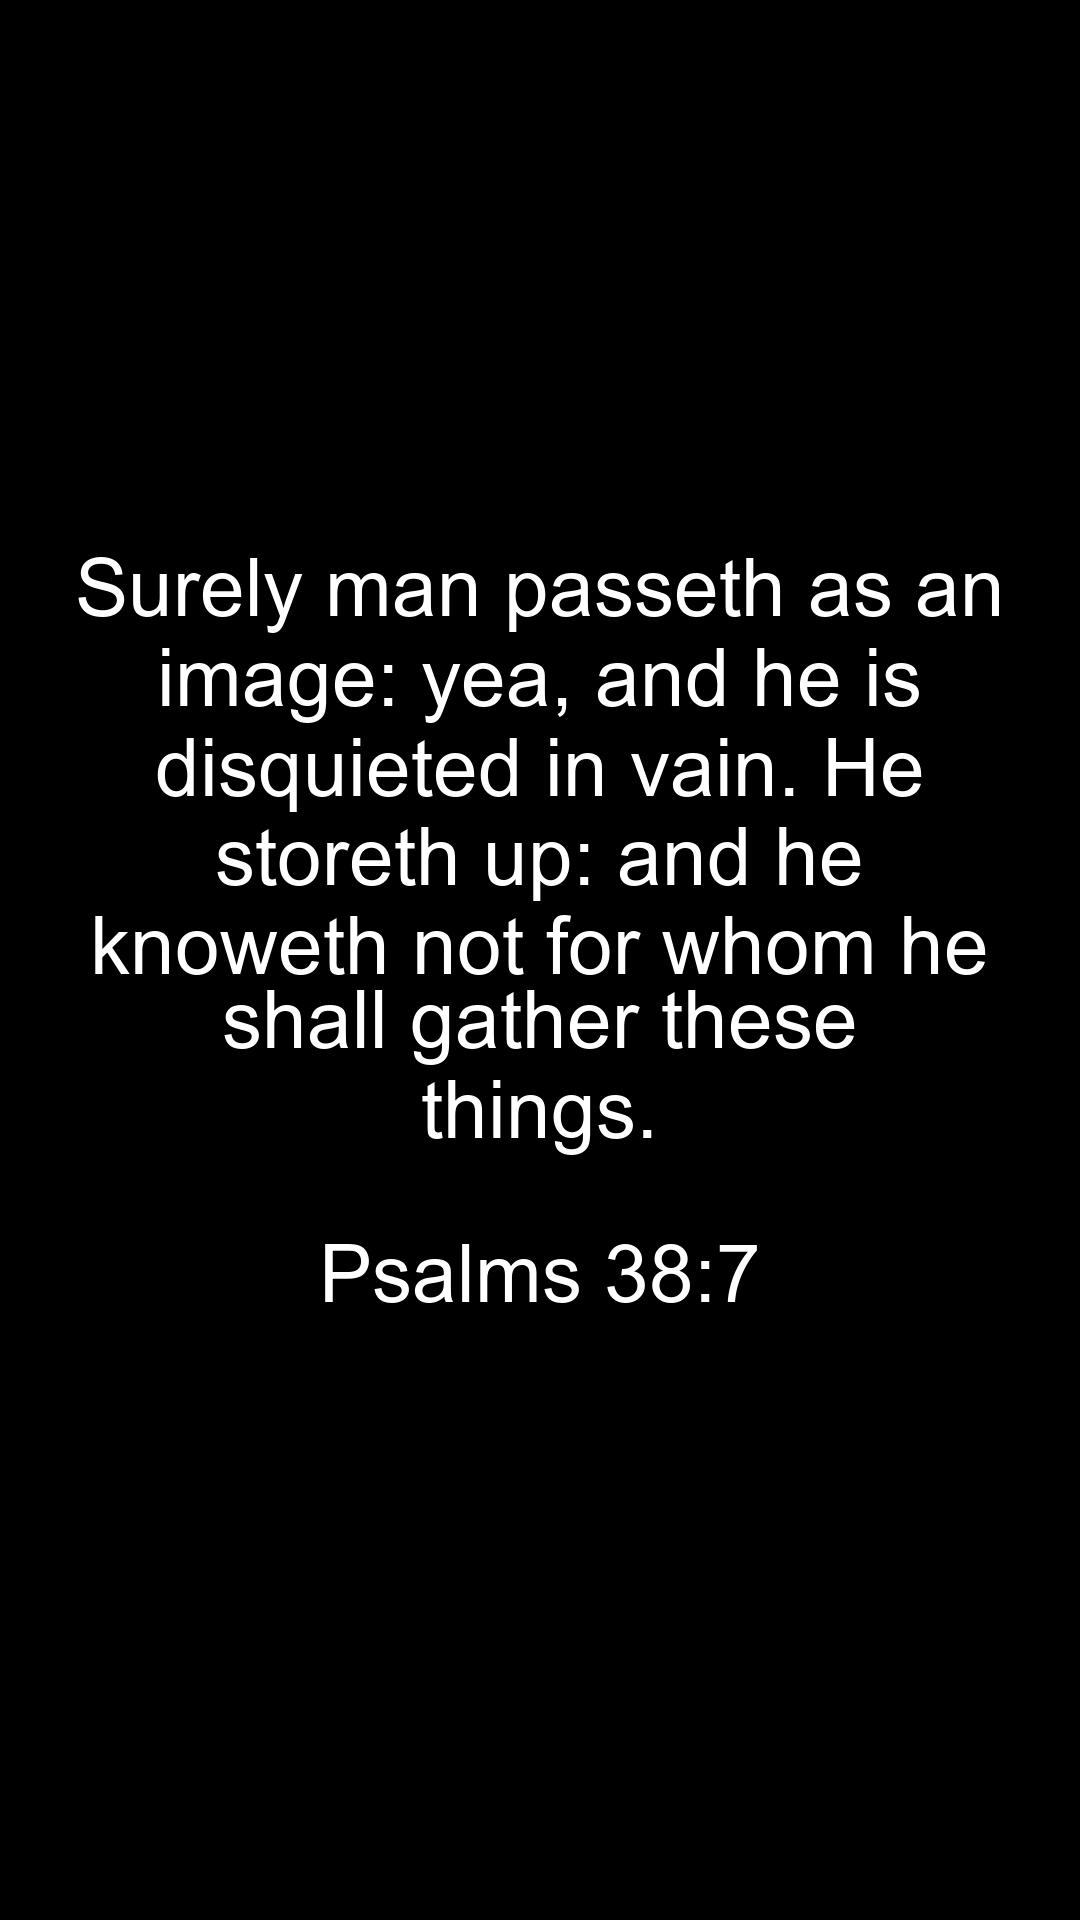 Surely man passeth as an
image: yea, and he is
disquieted in vain. He
storeth up: and he
knoweth not for whom he
shall gather these
things.
Psalms 38:7